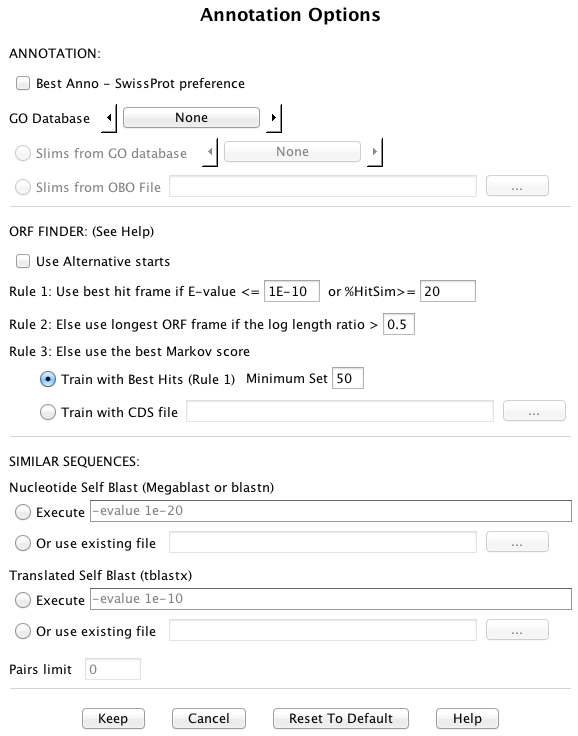 Annotation Options
ANNOTATION:
Best Anno - SwissProt preference
GO Database None
Slims from GO database None
Slims from OBO File ...
ORF FINDER: (See Help)
Use Alternative starts
Rule 1: Use best hit frame if E-value <= 1E-10 or %HitSim>= 20
Rule 2: Else use longest ORF frame if the log length ratio > 0.5
Rule 3: Else use the best Markov score
Train with Best Hits (Rule 1) Minimum Set 50
Train with CDS file ...
SIMILAR SEQUENCES:
Nucleotide Self Blast (Megablast or blastn)
Execute -evalue 1e-20
Or use existing file ...
Translated Self Blast (tblastx)
Execute -evalue 1e-10
Or use existing file ...
Pairs limit 0
Keep Cancel Reset To Default Help